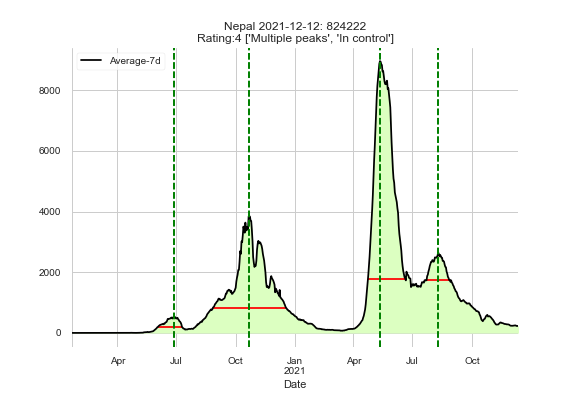 Nepal 2021-12-12: 824222
Rating:4 ['Multiple peaks', 'In control']
Average-7d
8000
6000
4000
2000
0
Apr Jul Oct Jan Apr Jul Oct
2021
Date